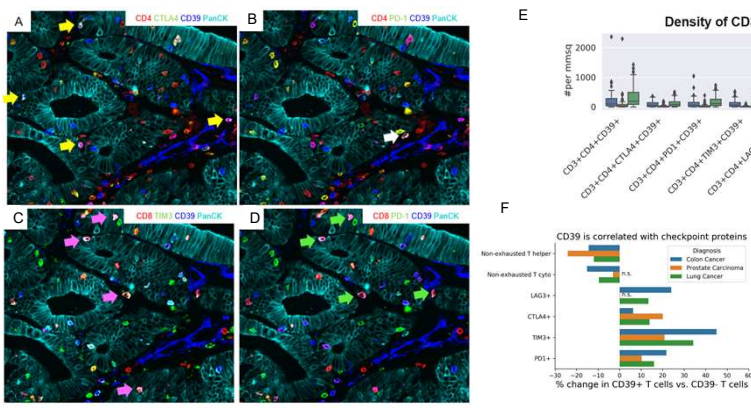 A
CD4 CTLA4 CD39 PanCK
B
CD4 PD-1 CD39 PanCK
C
CD8 TIM3 CD39 PanCK
D
CD8 PD-1 CD39 PanCK
E
Density of CD
#per mmsq
2000
1000
0
CD3+CD4+CD39+
CD3+CD4+CTLA4+CD39+
CD3+CD4+PD1+CD39+
CD3+CD4+TIM3+CD39+
CD3+CD4+LAG
F
CD39 is correlated with checkpoint proteins
Diagnosis
Colon Cancer
Prostate Carcinoma
Lung Cancer
Non-exhausted T helper
Non-exhausted T cyto
n.s.
LAG3+
n.s.
CTLA4+
TIM3+
PD1+
−30 −20 −10 0 10 20 30 40 50 60
% change in CD39+ T cells vs. CD39- T cells